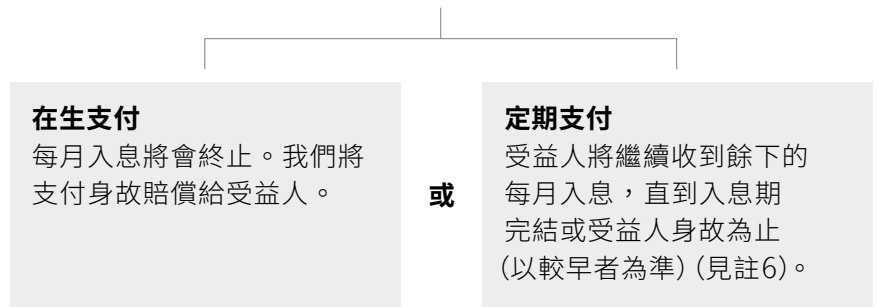 在生支付
每月入息將會終止。我們將
支付身故賠償給受益人。
或
定期支付
受益人將繼續收到餘下的
每月入息，直到入息期
完結或受益人身故為止
(以較早者為準) (見註6)。